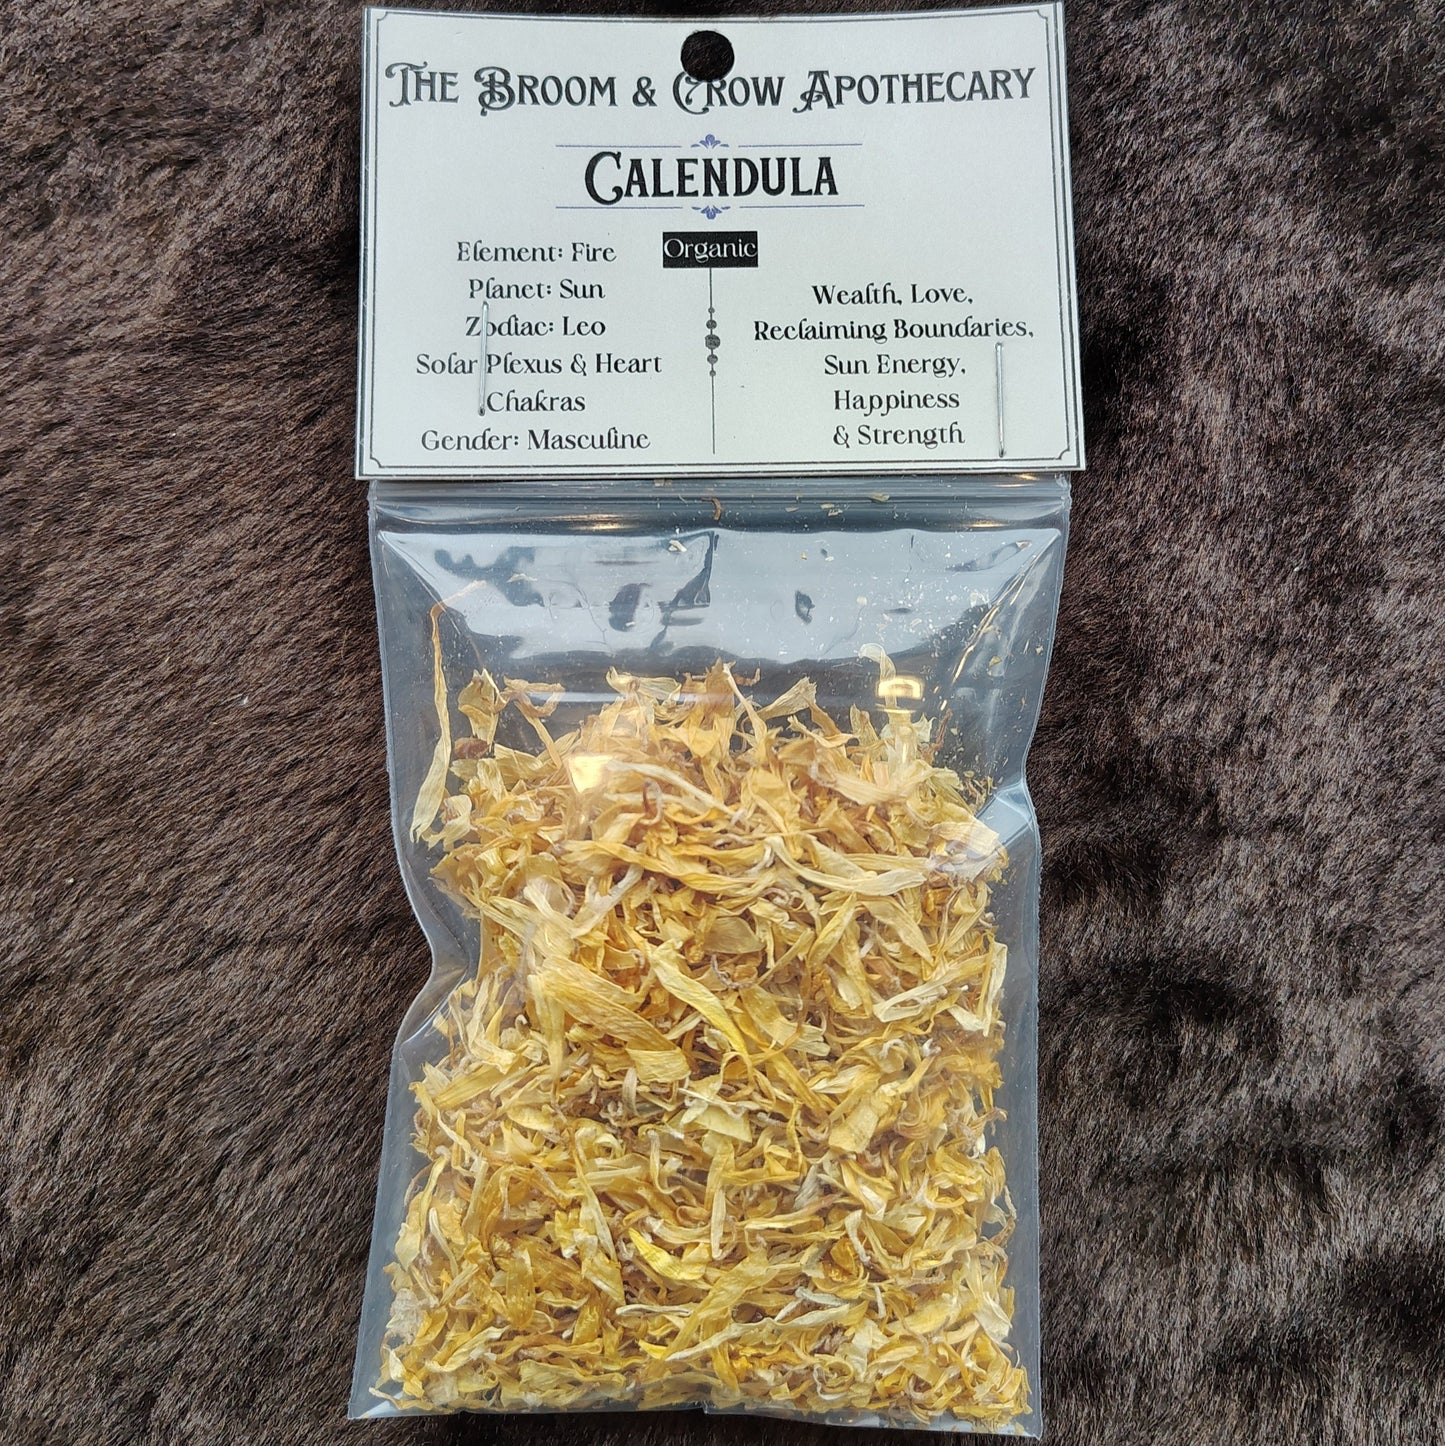 The Broom & Crow Apothecary
Calendula
Organic
Element: Fire
Planet: Sun
Zodiac: Leo
Solar Plexus & Heart
Chakras
Gender: Masculine
Wealth, Love,
Reclaiming Boundaries,
Sun Energy,
Happiness
& Strength